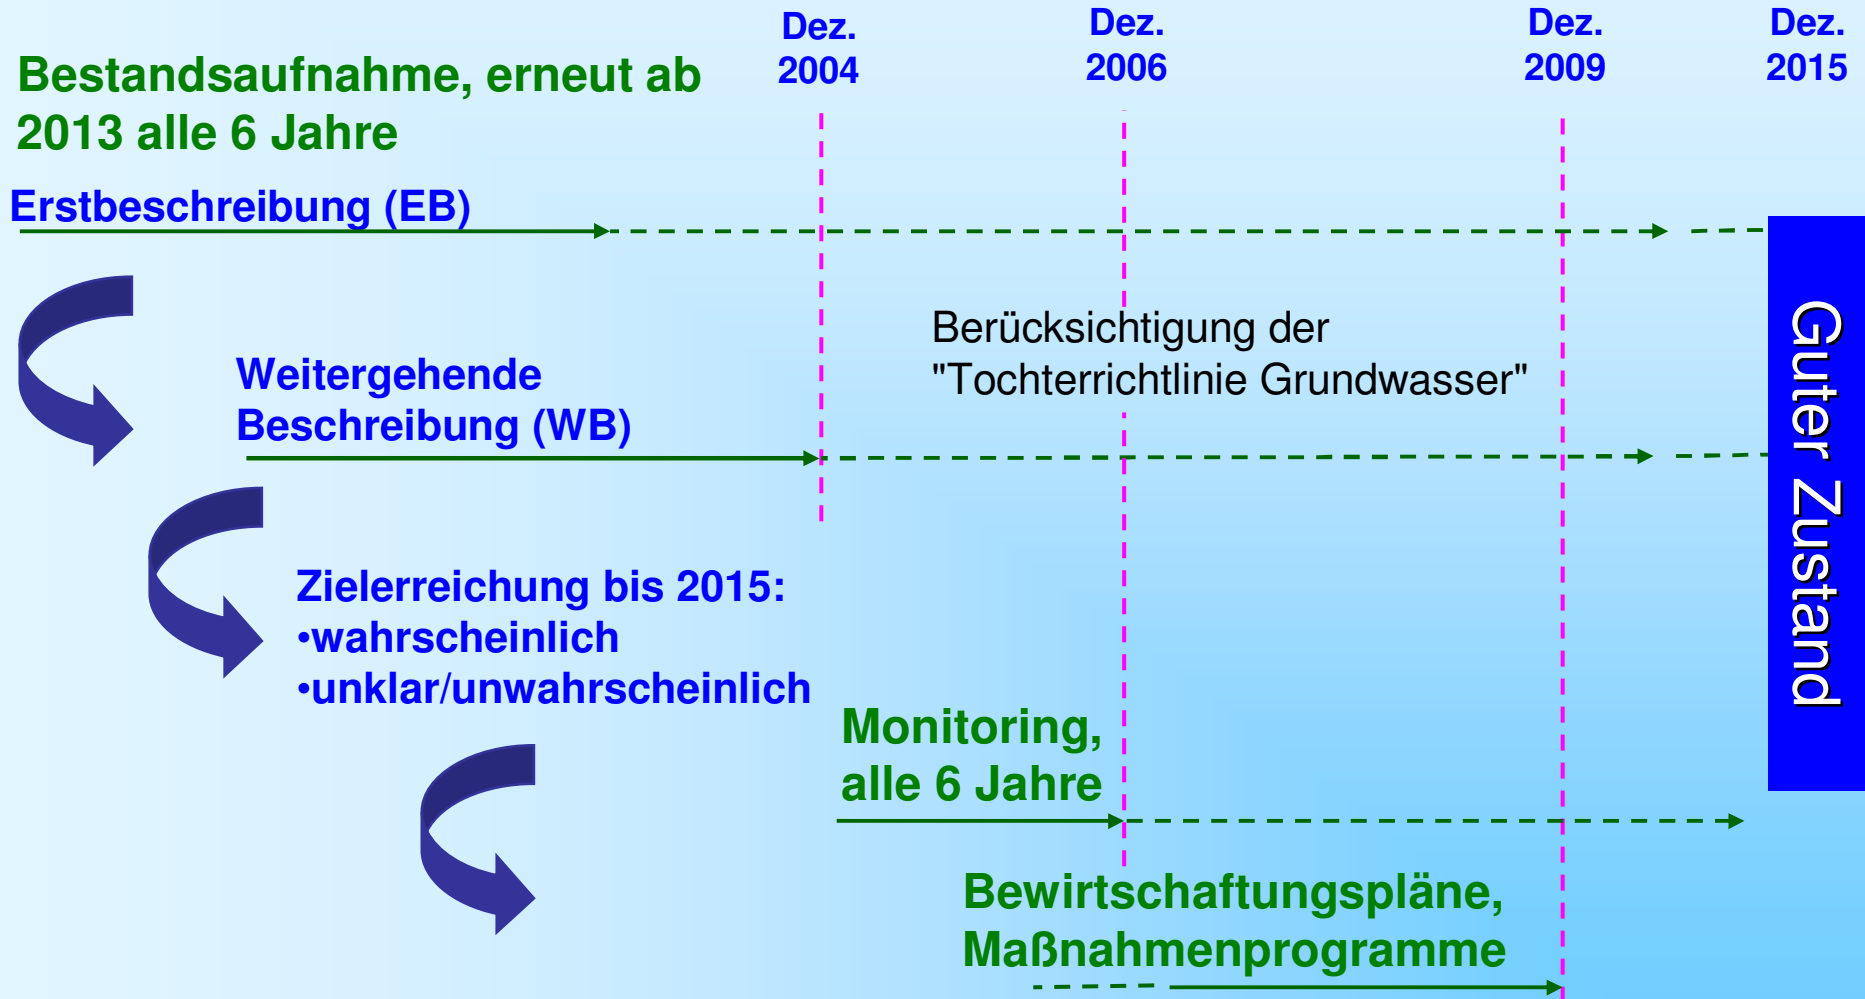 Dez.
2004
Dez.
2006
Dez.
2009
Dez.
2015
Bestandsaufnahme, erneut ab
2013 alle 6 Jahre
Erstbeschreibung (EB)
Berücksichtigung der
"Tochterrichtlinie Grundwasser"
Weitergehende
Beschreibung (WB)
Zielerreichung bis 2015:
•wahrscheinlich
•unklar/unwahrscheinlich
Monitoring,
alle 6 Jahre
Bewirtschaftungspläne,
Maßnahmenprogramme
Guter Zustand